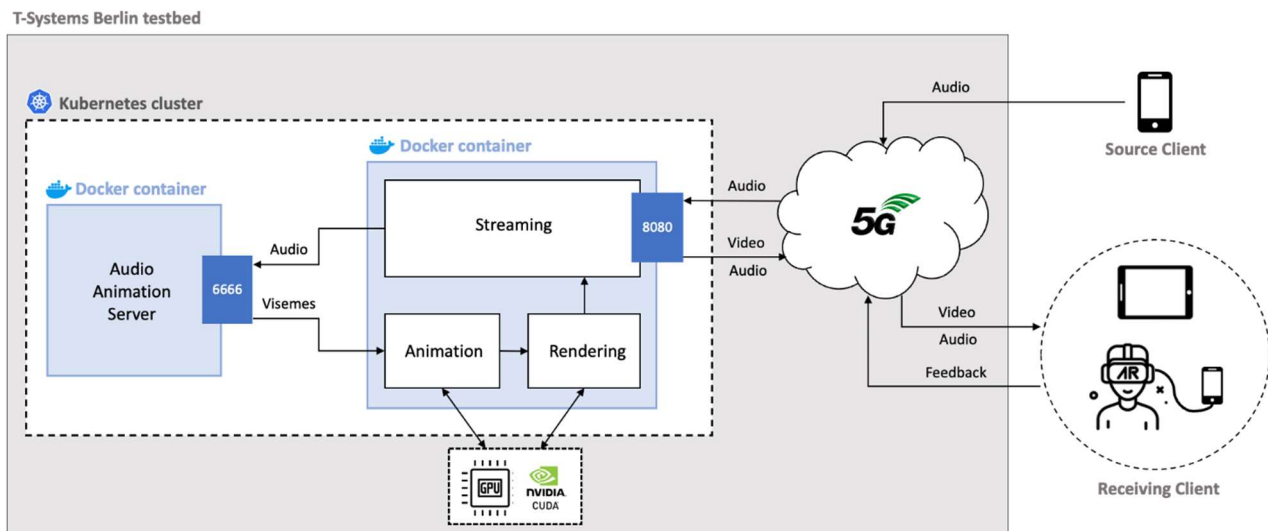 T-Systems Berlin testbed
Kubernetes cluster
Docker container
Docker container
Audio
Animation
Server
6666
Audio
Visemes
Streaming
8080
Animation
Rendering
GPU
NVIDIA
CUDA
Audio
Video
Audio
5G
Audio
Source Client
Video
Audio
Feedback
AR
Receiving Client